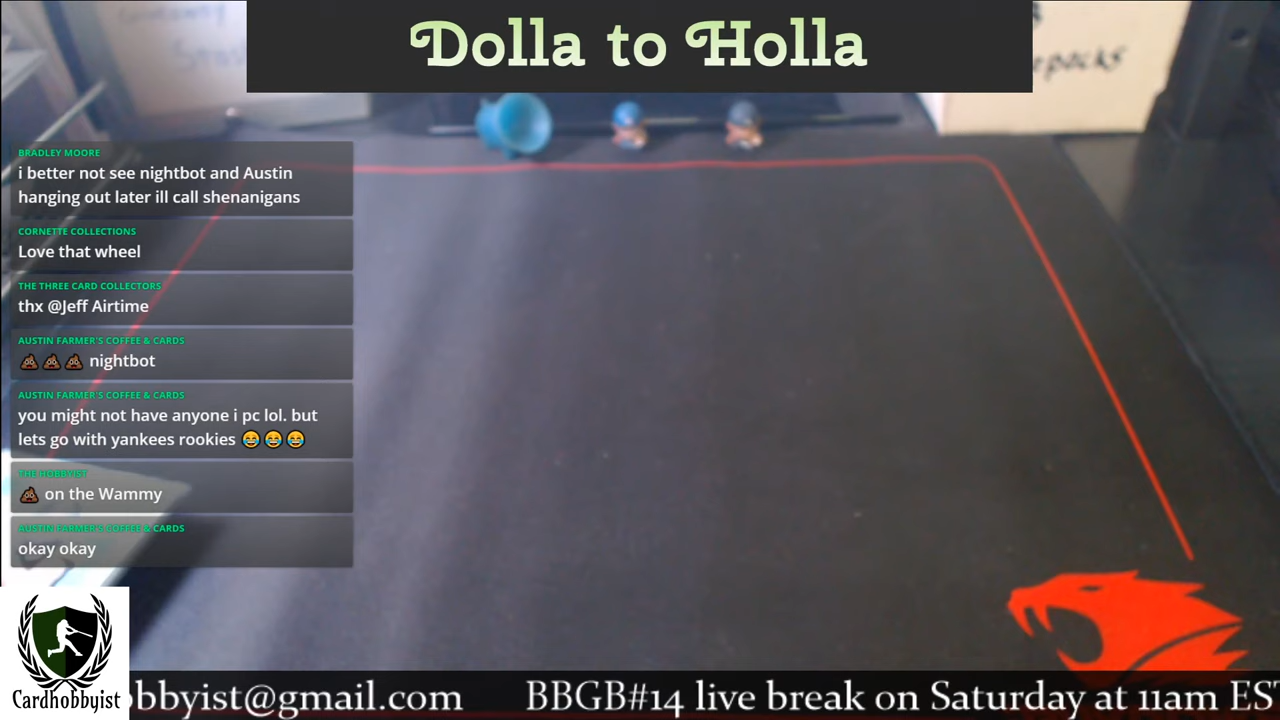 Dolla to Holla
epacks
BRADLEY MOORE
i better not see nightbot and Austin
hanging out later ill call shenanigans
CORNETTE COLLECTIONS
Love that wheel
THE THREE CARD COLLECTORS
thx @Jeff Airtime
AUSTIN FARMER'S COFFEE & CARDS
💩 💩 💩 nightbot
AUSTIN FARMER'S COFFEE & CARDS
you might not have anyone i pc lol. but
lets go with yankees rookies 😂 😂 😂
THE HOBBYIST
💩 on the Wammy
AUSTIN FARMER'S COFFEE & CARDS
okay okay
Cardhobbyist
obbyist@gmail.com BBGB#14 live break on Saturday at 11am EST